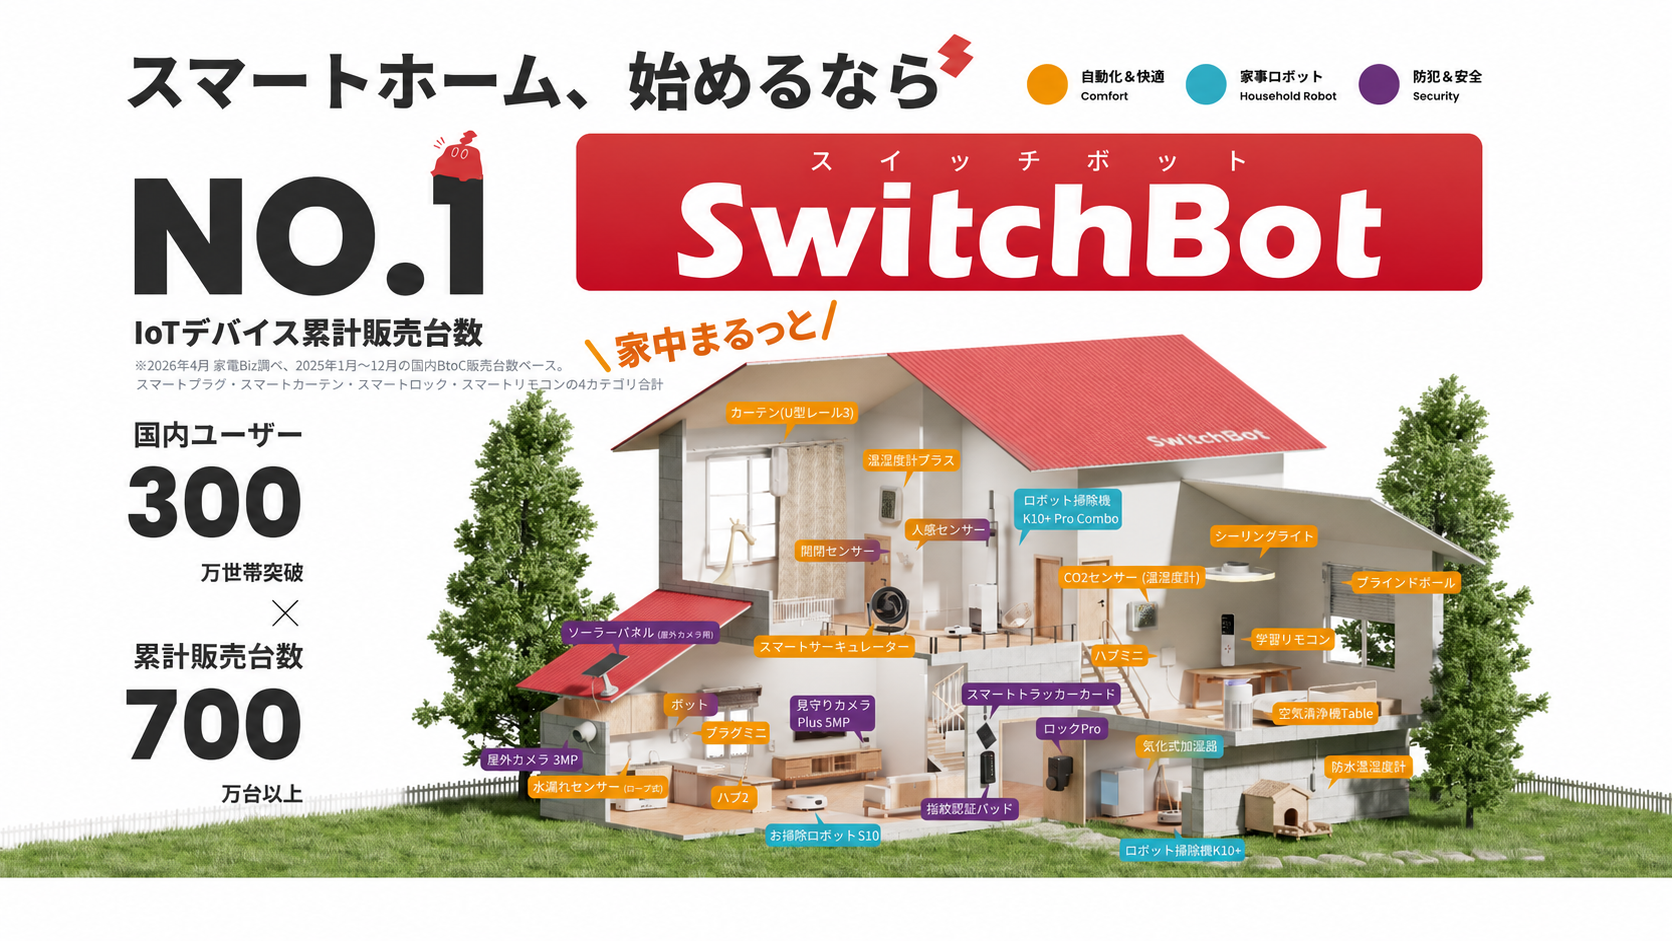 スマートホーム、始めるなら
自動化&快適
Comfort
家事ロボット
Household Robot
防犯&安全
Security
NO.1
スイッチボット
SwitchBot
IoTデバイス累計販売台数
※2026年4月 家電Biz調べ、2025年1月〜12月の国内BtoC販売台数ベース。
スマートプラグ・スマートカーテン・スマートロック・スマートリモコンの4カテゴリ合計
家中まるっと
国内ユーザー
300
万世帯突破
×
累計販売台数
700
万台以上
SwitchBot
カーテン(U型レール3)
温湿度計プラス
ロボット掃除機
K10+ Pro Combo
人感センサー
開閉センサー
シーリングライト
CO2センサー (温湿度計)
ブラインドポール
ソーラーパネル (屋外カメラ用)
スマートサーキュレーター
学習リモコン
ハブミニ
ボット
見守りカメラ
Plus 5MP
スマートトラッカーカード
空気清浄機Table
プラグミニ
ロックPro
気化式加湿器
屋外カメラ 3MP
防水温湿度計
水漏れセンサー (ロープ式)
ハブ2
指紋認証パッド
お掃除ロボットS10
ロボット掃除機K10+